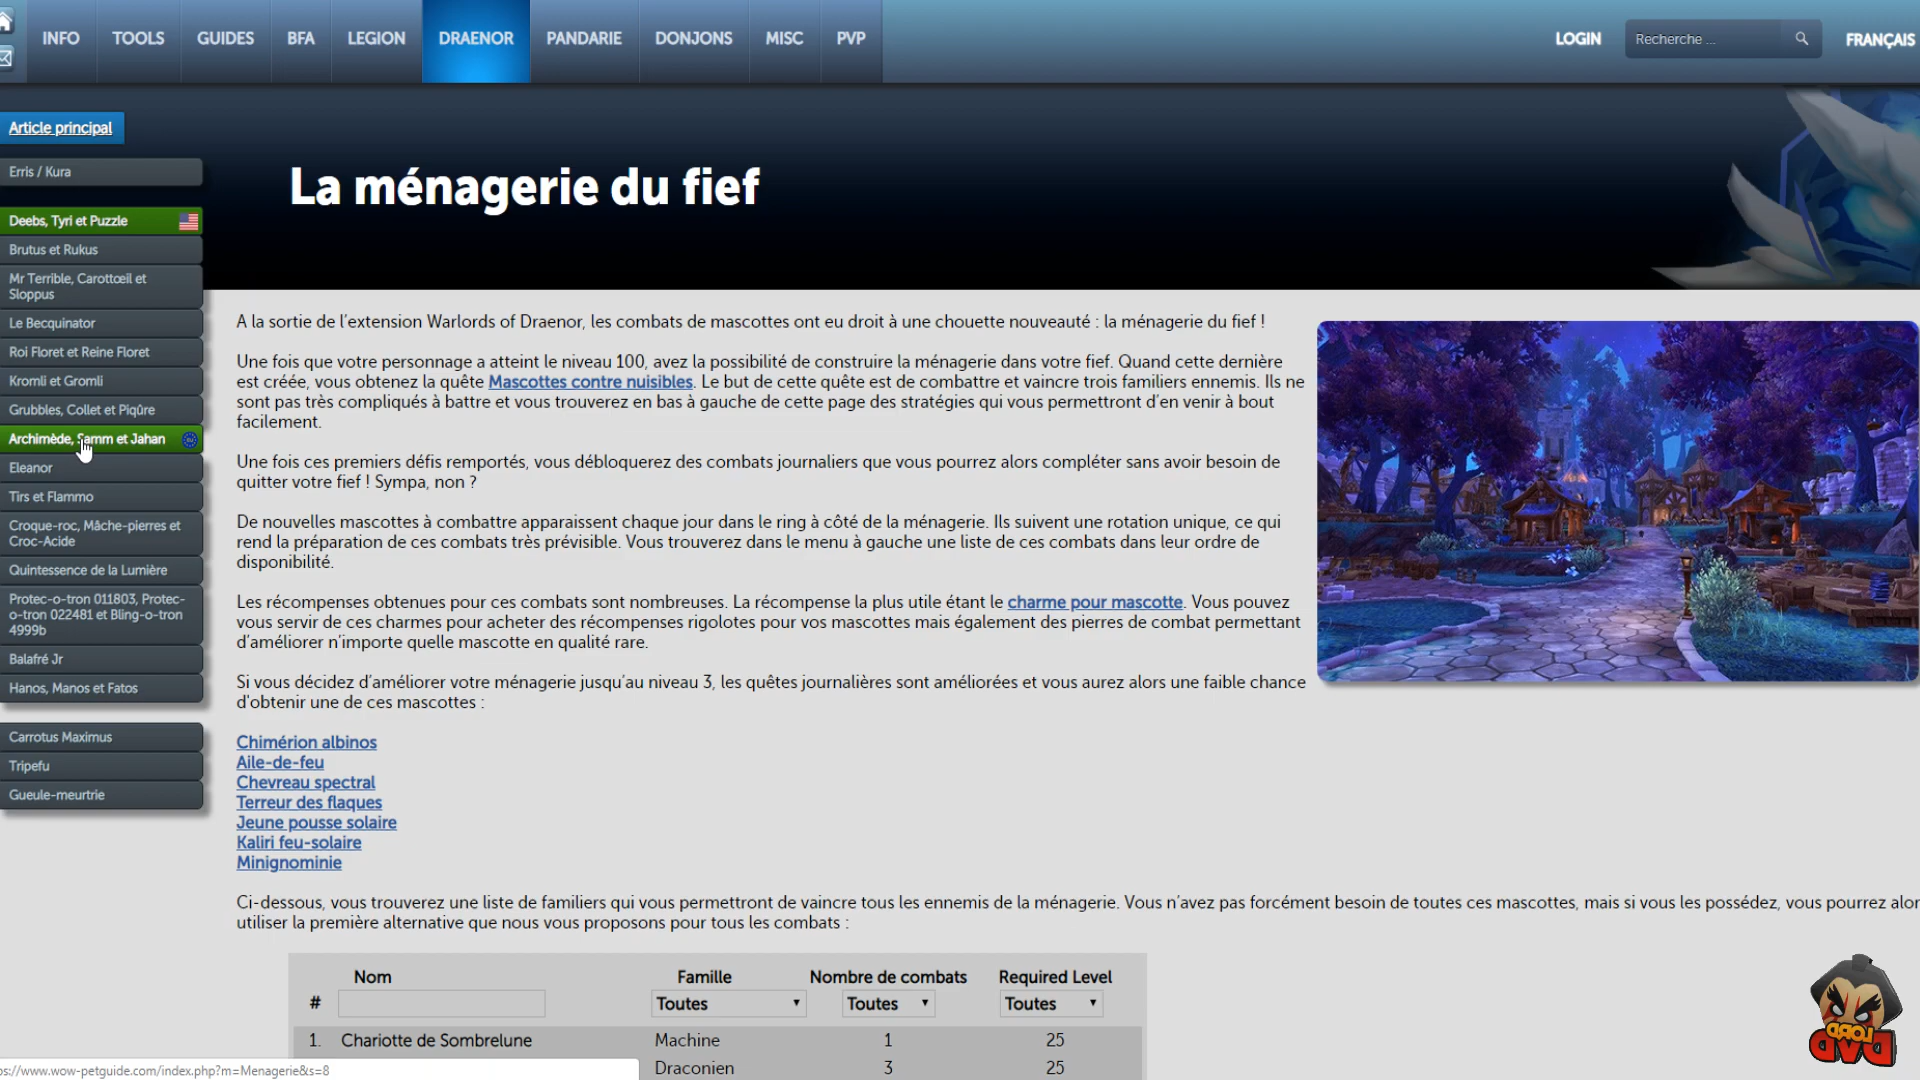 INFO TOOLS GUIDES BFA LEGION DRAENOR PANDARIE DONJONS MISC PVP LOGIN Recherche ... FRANÇAIS
Article principal
Erris / Kura
Deebs, Tyri et Puzzle
Brutus et Rukus
Mr Terrible, Carottœil et
Sloppus
Le Becquinator
Roi Floret et Reine Floret
Kromli et Gromli
Grubbles, Collet et Piqûre
Archimède, Samm et Jahan
Eleanor
Tirs et Flammo
Croque-roc, Mâche-pierres et
Croc-Acide
Quintessence de la Lumière
Protec-o-tron 011803, Protec-
o-tron 022481 et Bling-o-tron
4999b
Balafré Jr
Hanos, Manos et Fatos
Carrotus Maximus
Tripefu
Gueule-meurtrie
La ménagerie du fief
A la sortie de l'extension Warlords of Draenor, les combats de mascottes ont eu droit à une chouette nouveauté : la ménagerie du fief !
Une fois que votre personnage a atteint le niveau 100, avez la possibilité de construire la ménagerie dans votre fief. Quand cette dernière
est créée, vous obtenez la quête Mascottes contre nuisibles. Le but de cette quête est de combattre et vaincre trois familiers ennemis. Ils ne
sont pas très compliqués à battre et vous trouverez en bas à gauche de cette page des stratégies qui vous permettront d'en venir à bout
facilement.
Une fois ces premiers défis remportés, vous débloquerez des combats journaliers que vous pourrez alors compléter sans avoir besoin de
quitter votre fief ! Sympa, non ?
De nouvelles mascottes à combattre apparaissent chaque jour dans le ring à côté de la ménagerie. Ils suivent une rotation unique, ce qui
rend la préparation de ces combats très prévisible. Vous trouverez dans le menu à gauche une liste de ces combats dans leur ordre de
disponibilité.
Les récompenses obtenues pour ces combats sont nombreuses. La récompense la plus utile étant le charme pour mascotte. Vous pouvez
vous servir de ces charmes pour acheter des récompenses rigolotes pour vos mascottes mais également des pierres de combat permettant
d'améliorer n'importe quelle mascotte en qualité rare.
Si vous décidez d'améliorer votre ménagerie jusqu'au niveau 3, les quêtes journalières sont améliorées et vous aurez alors une faible chance
d'obtenir une de ces mascottes :
Chimérion albinos
Aile-de-feu
Chevreau spectral
Terreur des flaques
Jeune pousse solaire
Kaliri feu-solaire
Minignominie
Ci-dessous, vous trouverez une liste de familiers qui vous permettront de vaincre tous les ennemis de la ménagerie. Vous n'avez pas forcément besoin de toutes ces mascottes, mais si vous les possédez, vous pourrez alor
utiliser la première alternative que nous vous proposons pour tous les combats :
Nom Famille Nombre de combats Required Level
# Toutes Toutes Toutes
1. Chariotte de Sombrelune Machine 1 25
Draconien 3 25
ps://www.wow-petguide.com/index.php?m=Menagerie&s=8